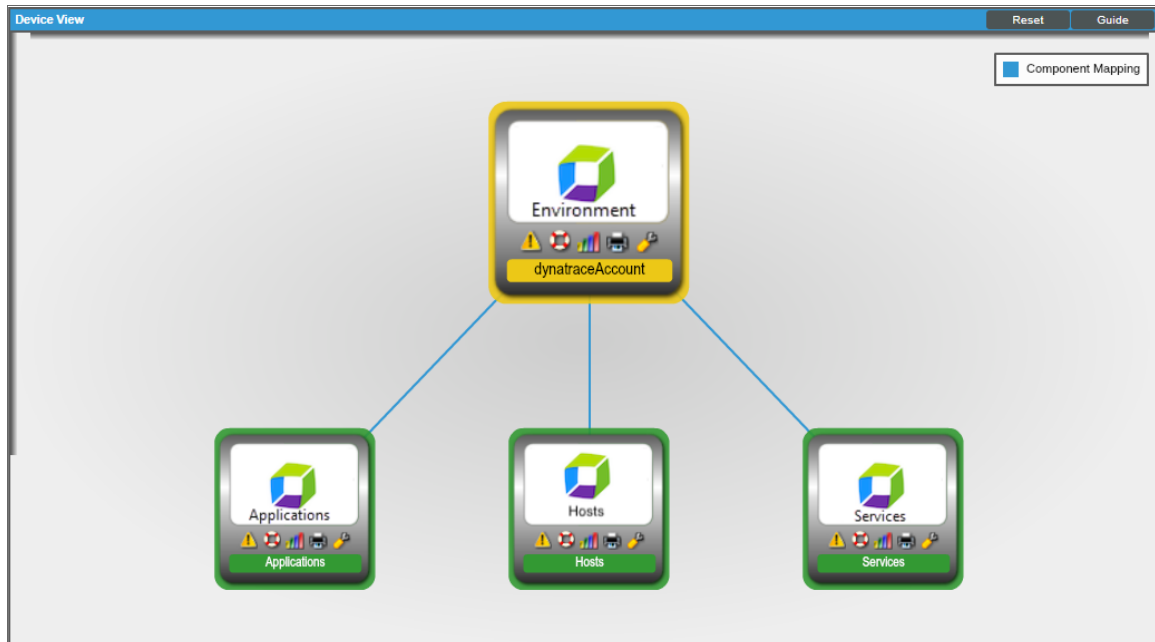 Device View
Reset
Guide
Component Mapping
Environment
dynatraceAccount
Applications
Applications
Hosts
Hosts
Services
Services